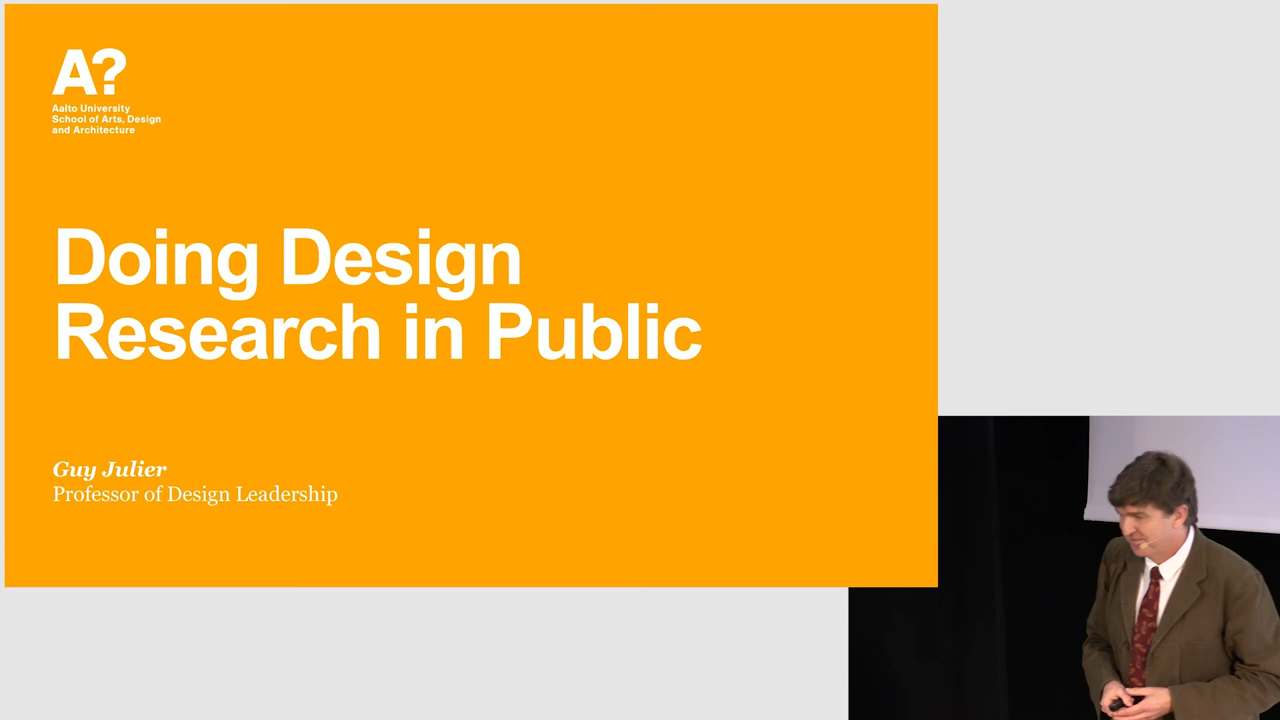 A?
Aalto University
School of Arts, Design
and Architecture
Doing Design
Research in Public
Guy Julier
Professor of Design Leadership